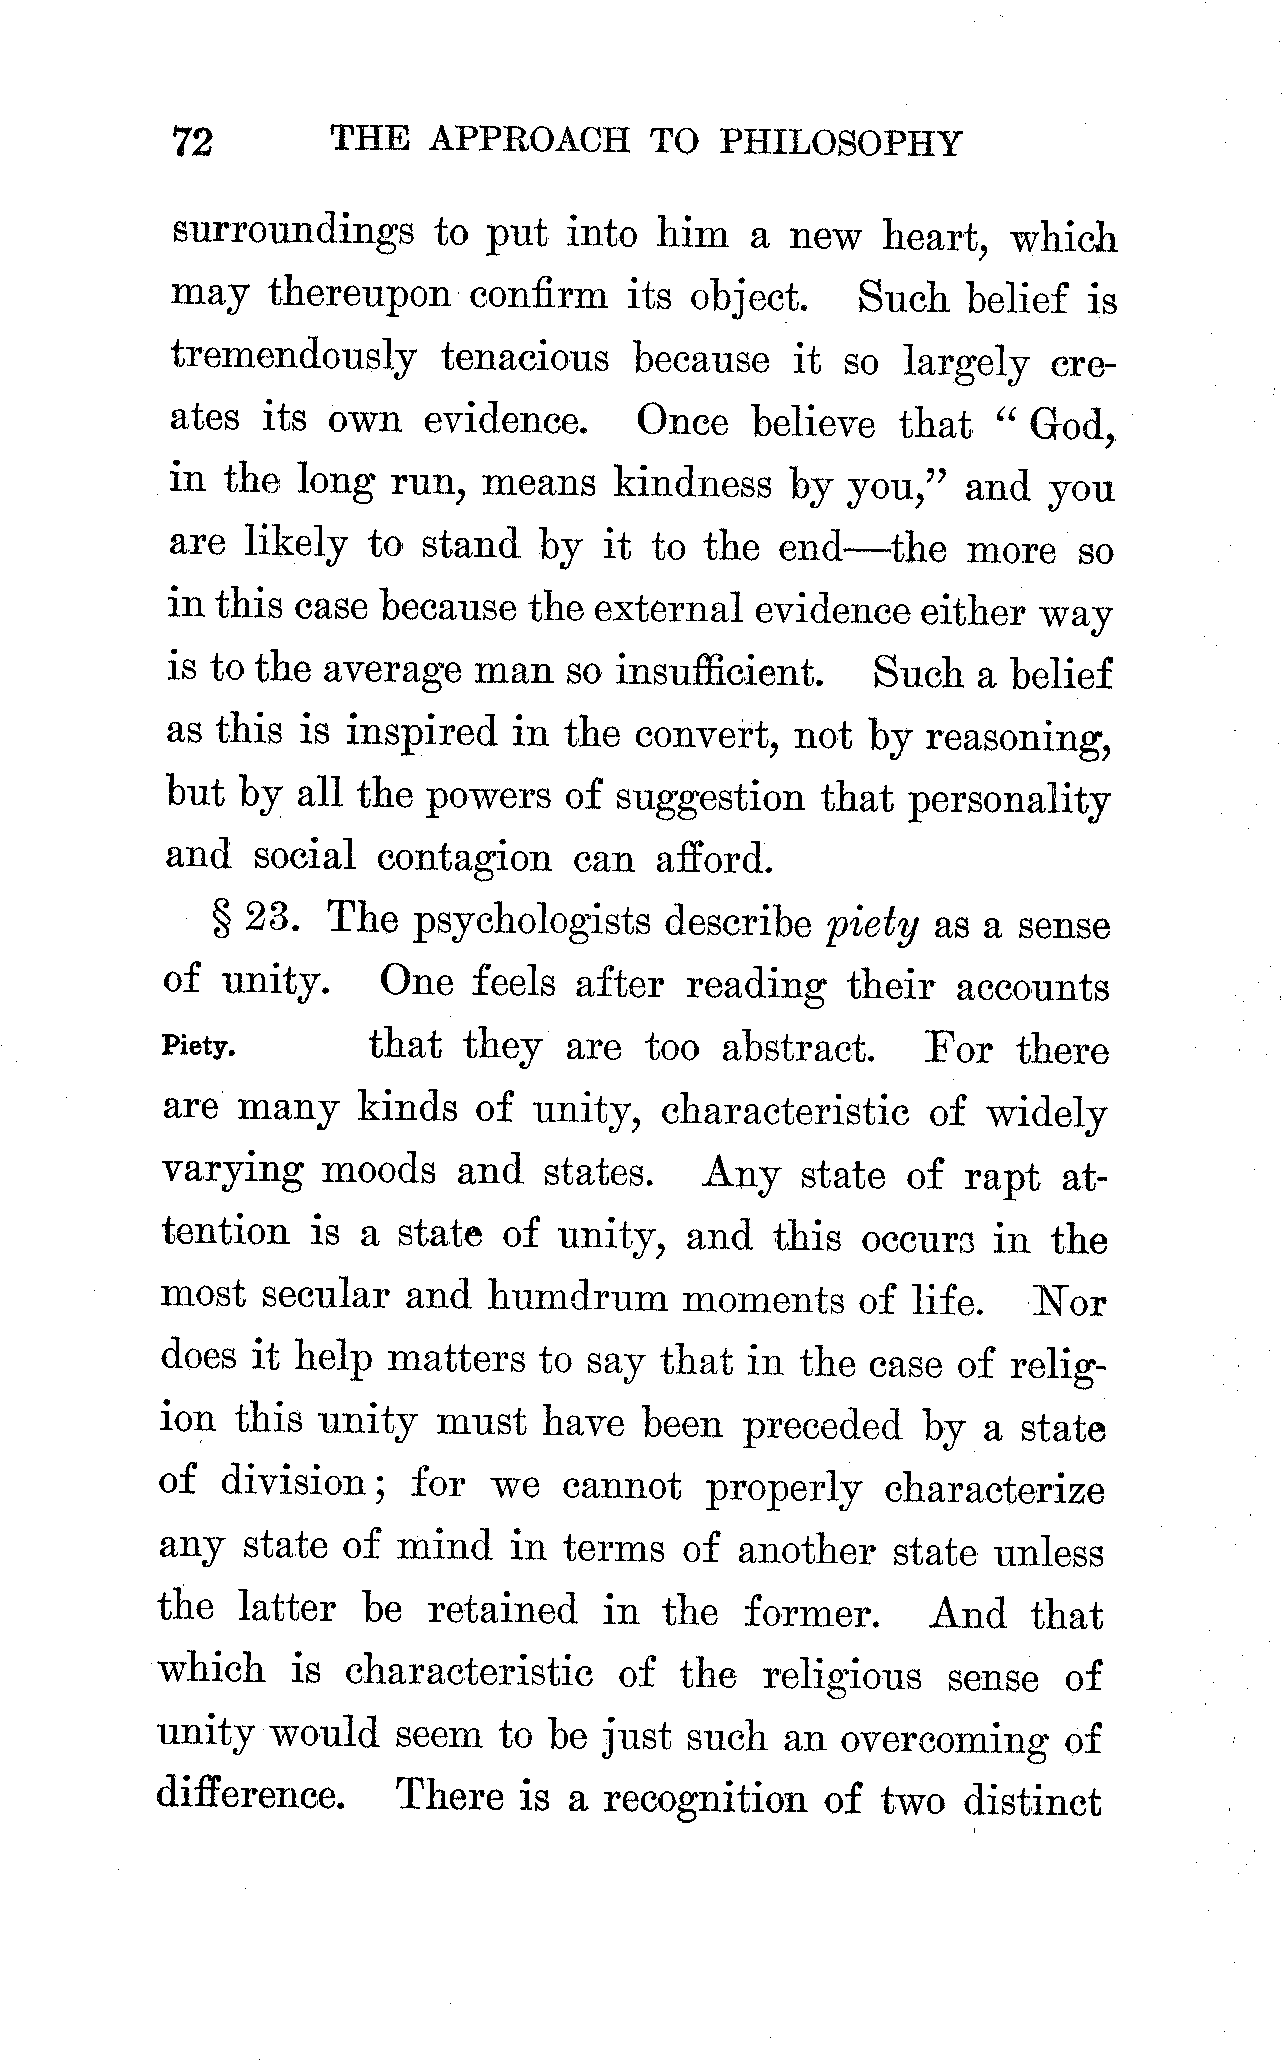 72 THE APPROACH TO PHILOSOPHY
surroundings to put into him a new heart, which
may thereupon confirm its object. Such belief is
tremendously tenacious because it so largely cre-
ates its own evidence. Once believe that “ God,
in the long run, means kindness by you,” and you
are likely to stand by it to the end—the more so
in this case because the external evidence either way
is to the average man so insufficient. Such a belief
as this is inspired in the convert, not by reasoning,
but by all the powers of suggestion that personality
and social contagion can afford.
§ 23. The psychologists describe piety as a sense
of unity. One feels after reading their accounts
Piety. that they are too abstract. For there
are many kinds of unity, characteristic of widely
varying moods and states. Any state of rapt at-
tention is a state of unity, and this occurs in the
most secular and humdrum moments of life. Nor
does it help matters to say that in the case of relig-
ion this unity must have been preceded by a state
of division; for we cannot properly characterize
any state of mind in terms of another state unless
the latter be retained in the former. And that
which is characteristic of the religious sense of
unity would seem to be just such an overcoming of
difference. There is a recognition of two distinct